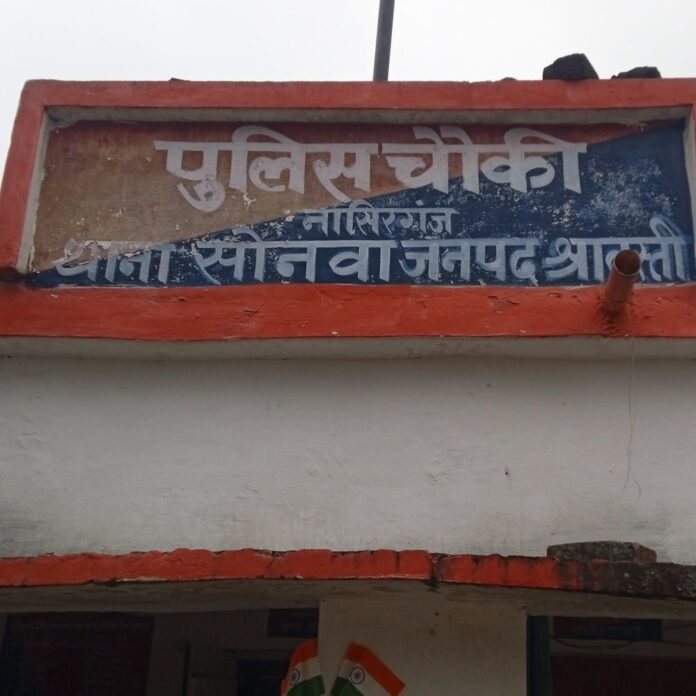 पुलिस चौकी
नासिरगंज
थाना सोनवा जनपद श्रावस्ती